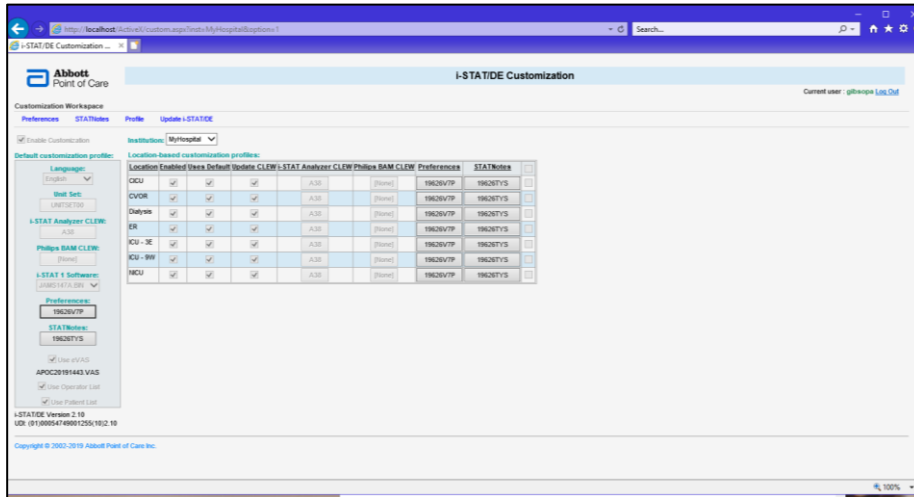 http://localhost/ActiveX/custom.aspx?inst=MyHospital&option=1
Search...
i-STAT/DE Customization ...
Abbott
Point of Care
i-STAT/DE Customization
Current user : gibsopa Log Out
Customization Workspace
Preferences STATNotes Profile Update i-STAT/DE
Enable Customization
Institution: MyHospital
Default customization profile:
Location-based customization profiles:
Language:
English
Unit Set:
UNITSET00
i-STAT Analyzer CLEW:
A38
Philips BAM CLEW:
[None]
i-STAT 1 Software:
JAMS147A.BIN
Preferences:
19626V7P
STATNotes:
19626TYS
Use eVAS
APOC20191443.VAS
Use Operator List
Use Patient List
Location Enabled Uses Default Update CLEW i-STAT Analyzer CLEW Philips BAM CLEW Preferences STATNotes
CICU A38 [None] 19626V7P 19626TYS
CVOR A38 [None] 19626V7P 19626TYS
Dialysis A38 [None] 19626V7P 19626TYS
ER A38 [None] 19626V7P 19626TYS
ICU - 3E A38 [None] 19626V7P 19626TYS
ICU - 9W A38 [None] 19626V7P 19626TYS
NICU A38 [None] 19626V7P 19626TYS
i-STAT/DE Version 2.10
UDI: (01)00054749001255(10)2.10
Copyright © 2002-2019 Abbott Point of Care Inc.
100%